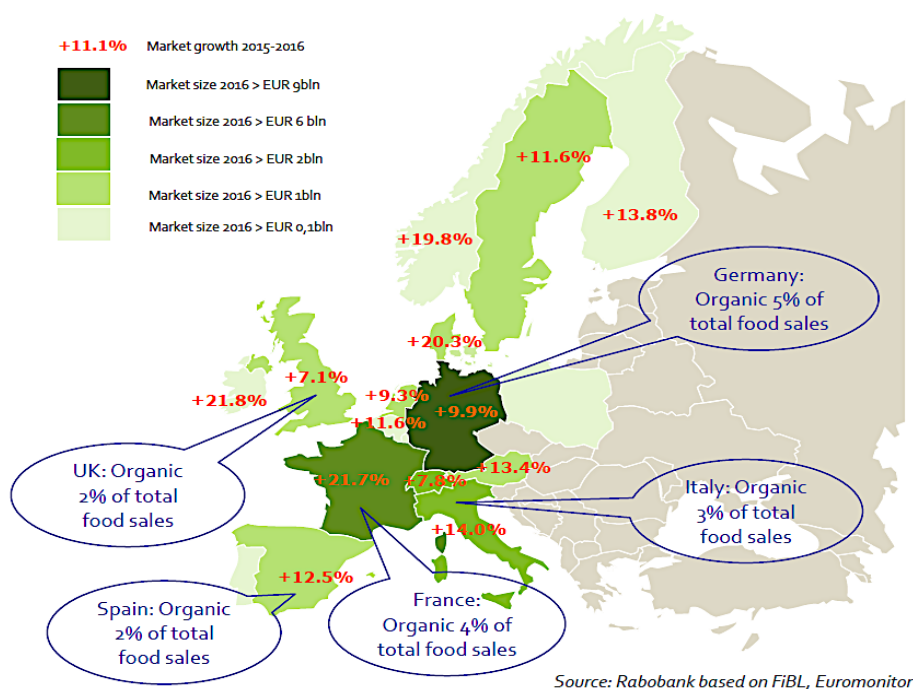 +11.1% Market growth 2015-2016
Market size 2016 > EUR 9bln
Market size 2016 > EUR 6 bln
Market size 2016 > EUR 2bln
Market size 2016 > EUR 1bln
Market size 2016 > EUR 0,1bln
+11.6%
+13.8%
+19.8%
Germany:
Organic 5% of
total food sales
+20.3%
+7.1%
+21.8%
+9.3%
+9.9%
+11.6%
UK: Organic
2% of total
food sales
+21.7%
+7.8%
+13.4%
Italy: Organic
3% of total
food sales
+14.0%
+12.5%
Spain: Organic
2% of total
food sales
France:
Organic 4% of
total food sales
Source: Rabobank based on FiBL, Euromonitor